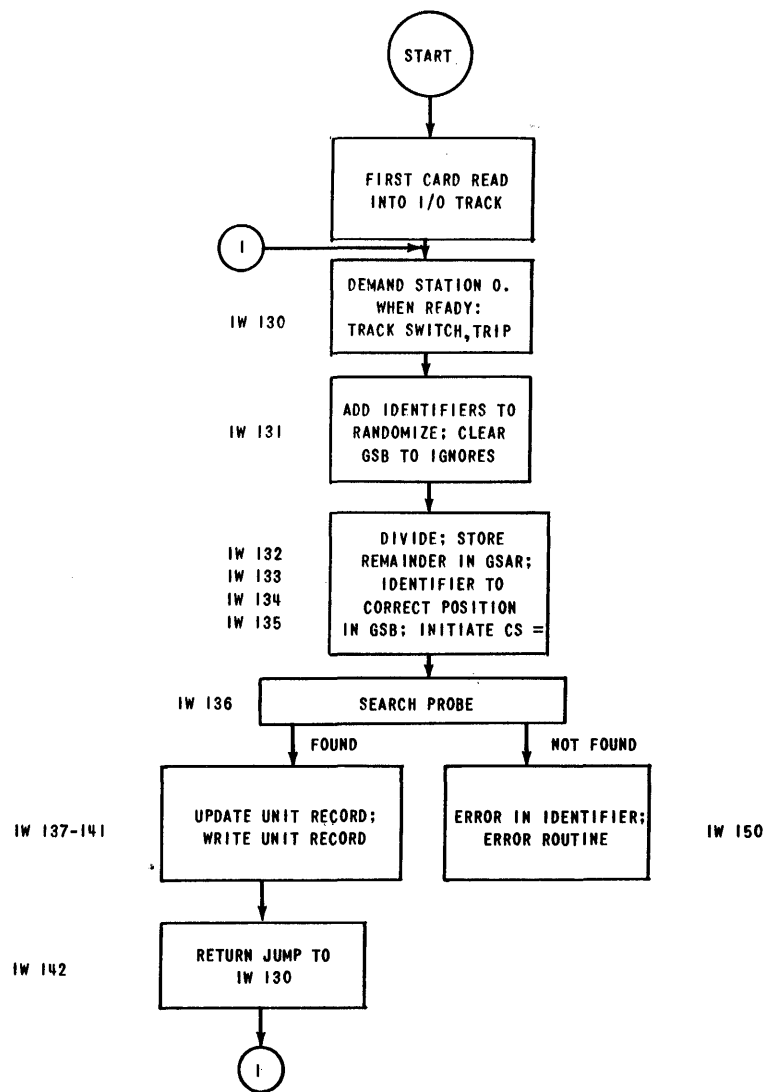 START
FIRST CARD READ
INTO I/O TRACK
I
IW 130
DEMAND STATION O.
WHEN READY:
TRACK SWITCH, TRIP
IW 131
ADD IDENTIFIERS TO
RANDOMIZE; CLEAR
GSB TO IGNORES
IW 132
IW 133
IW 134
IW 135
DIVIDE; STORE
REMAINDER IN GSAR;
IDENTIFIER TO
CORRECT POSITION
IN GSB; INITIATE CS =
IW 136
SEARCH PROBE
FOUND
NOT FOUND
IW 137-141
UPDATE UNIT RECORD;
WRITE UNIT RECORD
ERROR IN IDENTIFIER;
ERROR ROUTINE
IW 150
IW 142
RETURN JUMP TO
IW 130
I